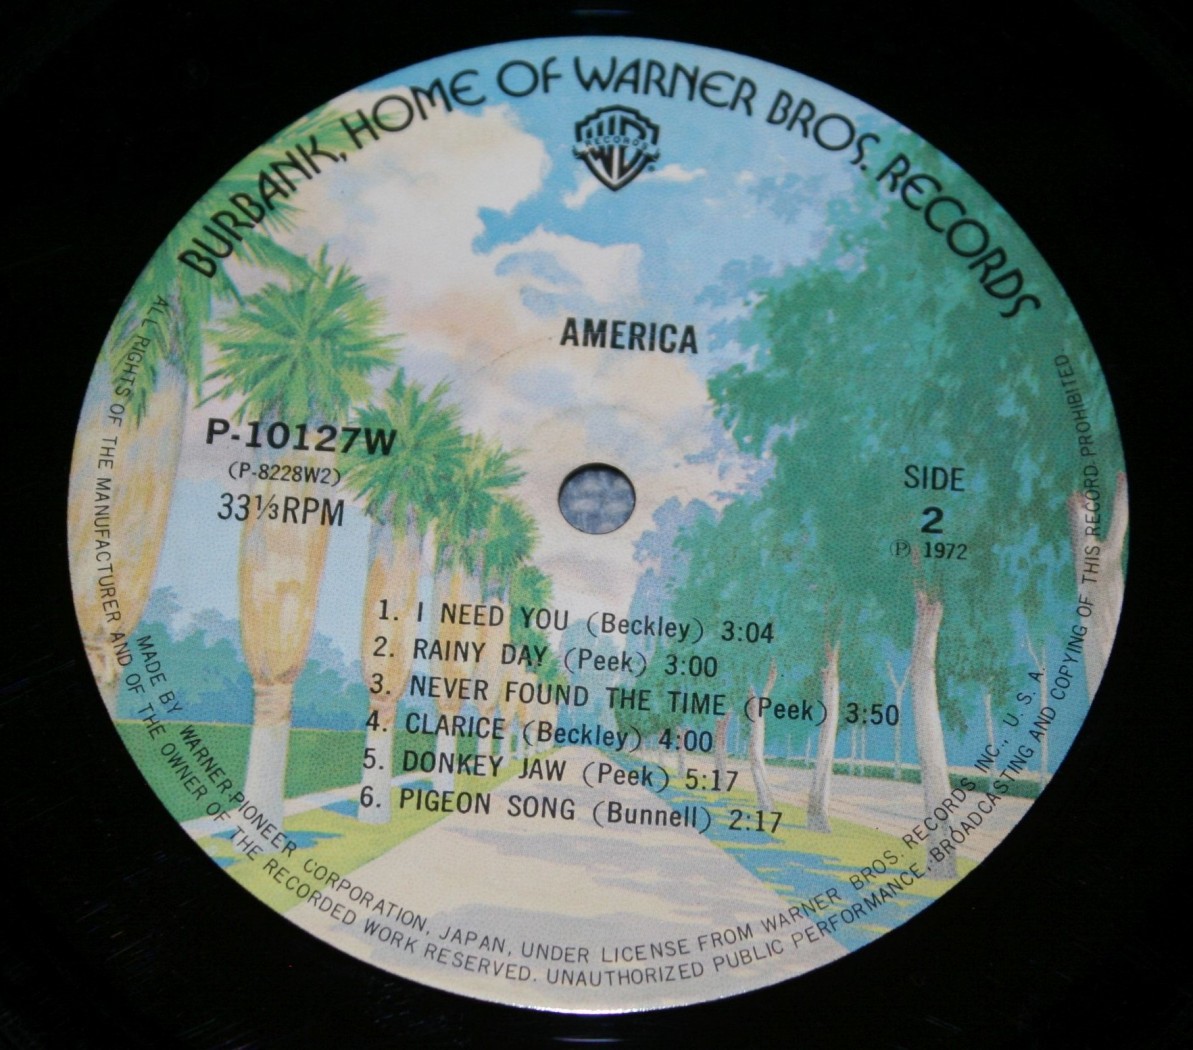 BURBANK, HOME OF WARNER BROS. RECORDS
RECORDS
AMERICA
P-10127W
(P-8228W2)
33⅓RPM
SIDE
2
Ⓟ 1972
1. I NEED YOU (Beckley) 3:04
2. RAINY DAY (Peek) 3:00
3. NEVER FOUND THE TIME (Peek) 3:50
4. CLARICE (Beckley) 4:00
5. DONKEY JAW (Peek) 5:17
6. PIGEON SONG (Bunnell) 2:17
MADE BY WARNER-PIONEER CORPORATION, JAPAN, UNDER LICENSE FROM WARNER BROS. RECORDS INC., U. S. A.
ALL RIGHTS OF THE MANUFACTURER AND OF THE OWNER OF THE RECORDED WORK RESERVED. UNAUTHORIZED PUBLIC PERFORMANCE, BROADCASTING AND COPYING OF THIS RECORD PROHIBITED